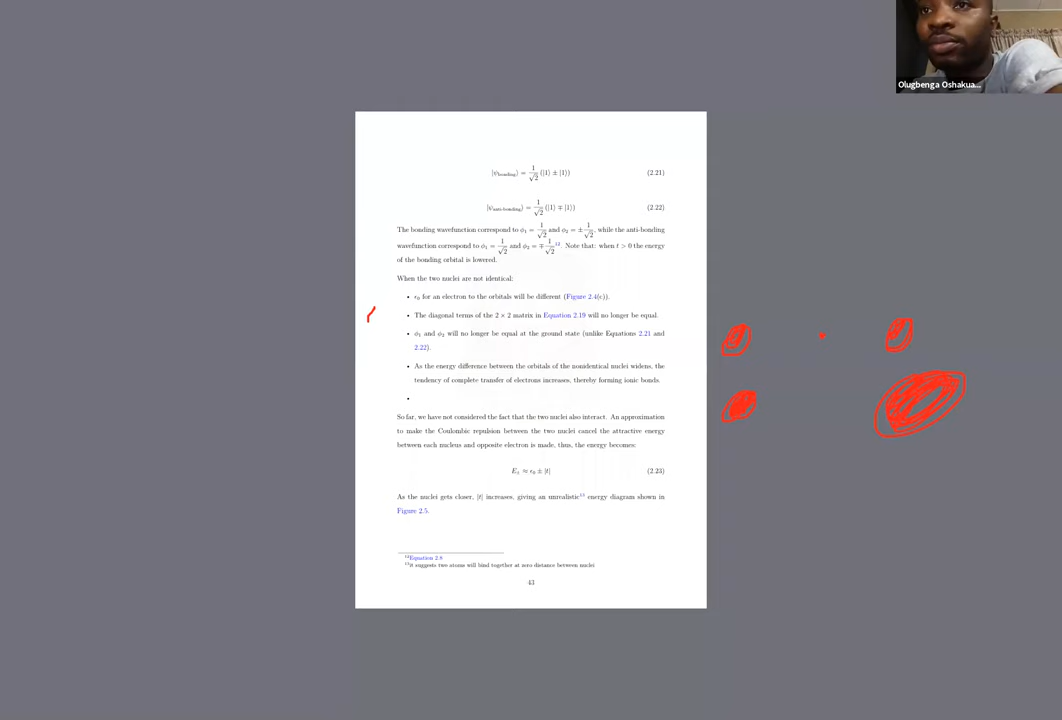 Olugbenga Oshakua...
|ψbonding⟩ = 1/√2 (|1⟩ ± |1⟩) (2.21)
|ψanti-bonding⟩ = 1/√2 (|1⟩ ∓ |1⟩) (2.22)
The bonding wavefunction correspond to ϕ1 = 1/√2 and ϕ2 = ±1/√2, while the anti-bonding
wavefunction correspond to ϕ1 = 1/√2 and ϕ2 = ∓1/√2 12. Note that: when t > 0 the energy
of the bonding orbital is lowered.
When the two nuclei are not identical:
• ϵ0 for an electron to the orbitals will be different (Figure 2.4(c)).
• The diagonal terms of the 2 × 2 matrix in Equation 2.19 will no longer be equal.
• ϕ1 and ϕ2 will no longer be equal at the ground state (unlike Equations 2.21 and
2.22).
• As the energy difference between the orbitals of the nonidentical nuclei widens, the
tendency of complete transfer of electrons increases, thereby forming ionic bonds.
•
So far, we have not considered the fact that the two nuclei also interact. An approximation
to make the Coulombic repulsion between the two nuclei cancel the attractive energy
between each nucleus and opposite electron is made, thus, the energy becomes:
E± ≈ ϵ0 ± |t| (2.23)
As the nuclei gets closer, |t| increases, giving an unrealistic13 energy diagram shown in
Figure 2.5.
12Equation 2.8
13it suggests two atoms will bind together at zero distance between nuclei
43